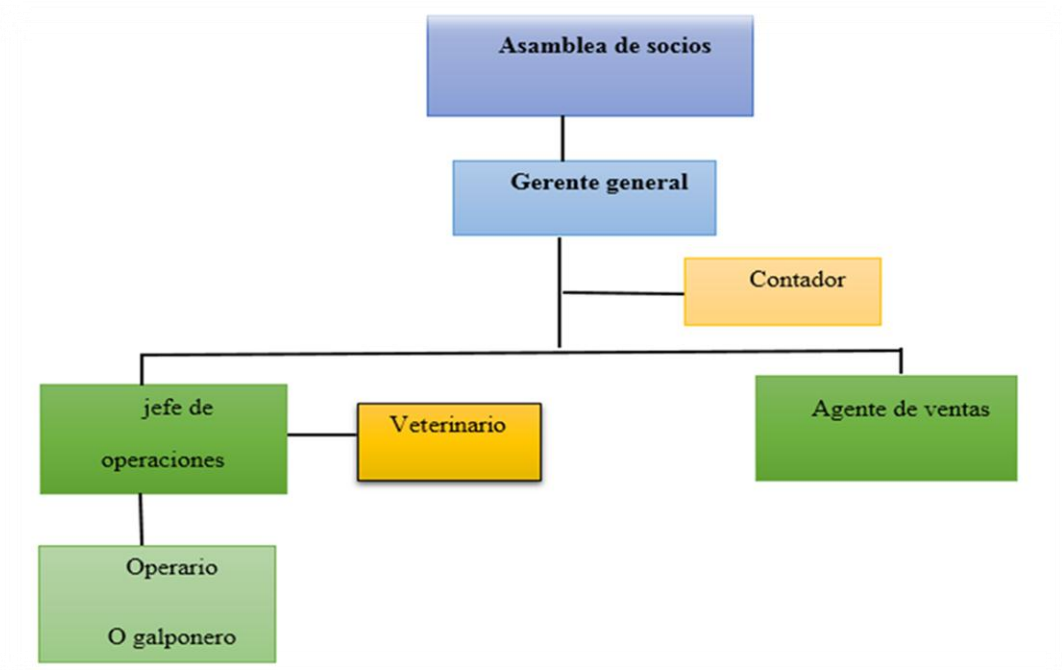 Asamblea de socios
Gerente general
Contador
jefe de
operaciones
Veterinario
Agente de ventas
Operario
O galponero